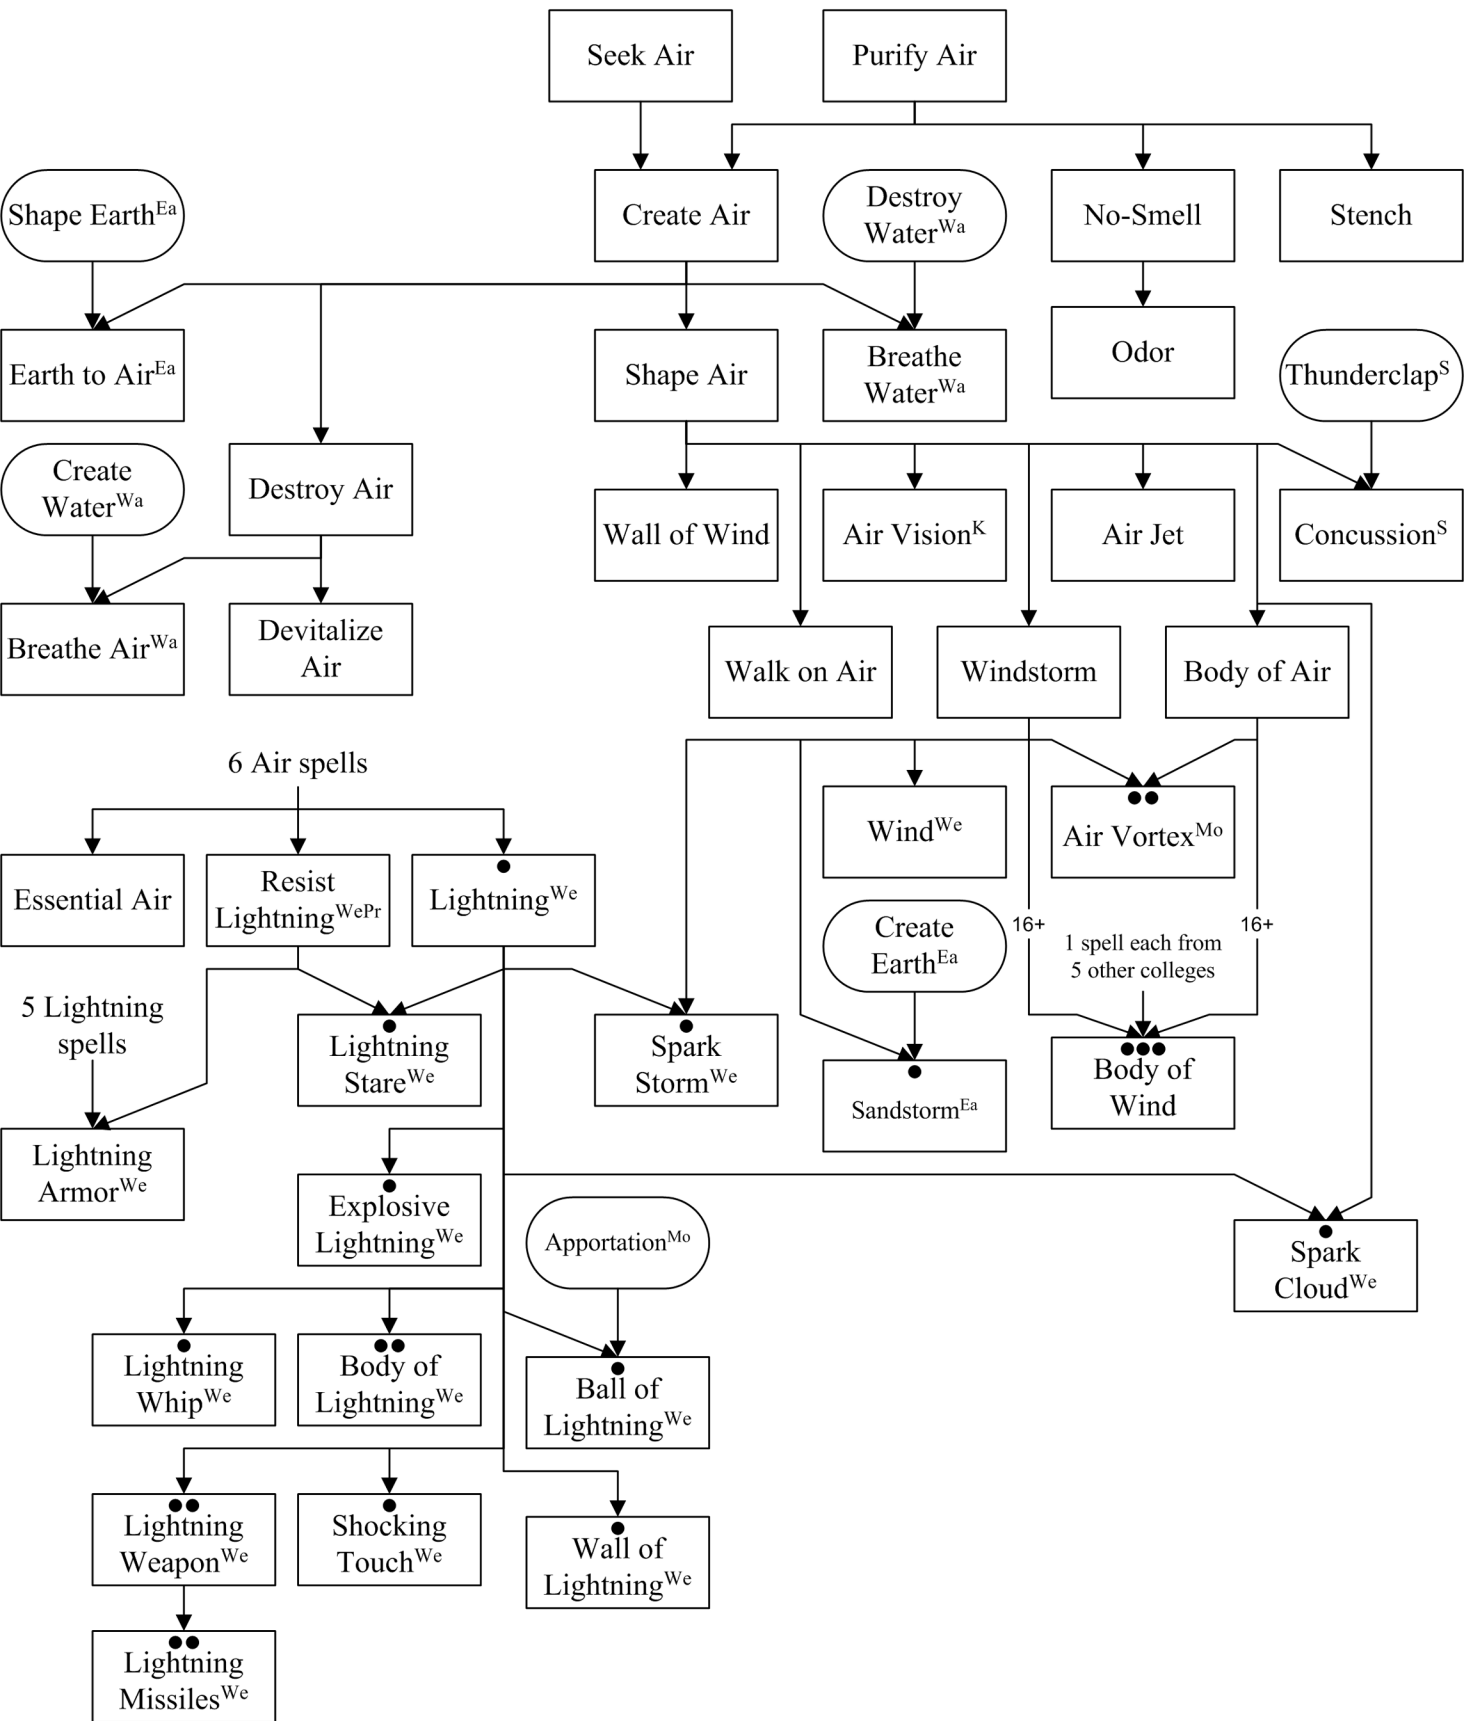 Seek Air
Purify Air
Shape Earth^Ea
Create Air
Destroy
Water^Wa
No-Smell
Stench
Earth to Air^Ea
Shape Air
Breathe
Water^Wa
Odor
Thunderclap^S
Create
Water^Wa
Destroy Air
Wall of Wind
Air Vision^K
Air Jet
Concussion^S
Breathe Air^Wa
Devitalize
Air
Walk on Air
Windstorm
Body of Air
6 Air spells
Wind^We
Air Vortex^Mo
Essential Air
Resist
Lightning^WePr
Lightning^We
Create
Earth^Ea
16+
1 spell each from
5 other colleges
16+
5 Lightning
spells
Lightning
Stare^We
Spark
Storm^We
Sandstorm^Ea
Body of
Wind
Lightning
Armor^We
Explosive
Lightning^We
Apportation^Mo
Spark
Cloud^We
Lightning
Whip^We
Body of
Lightning^We
Ball of
Lightning^We
Lightning
Weapon^We
Shocking
Touch^We
Wall of
Lightning^We
Lightning
Missiles^We